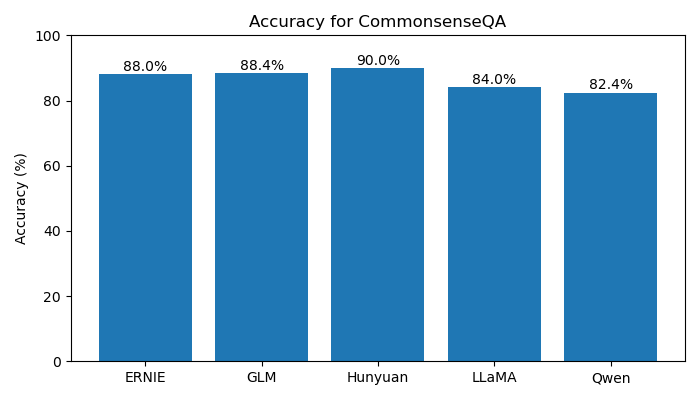 Accuracy for CommonsenseQA
100
80
60
40
20
0
Accuracy (%)
88.0%
88.4%
90.0%
84.0%
82.4%
ERNIE
GLM
Hunyuan
LLaMA
Qwen